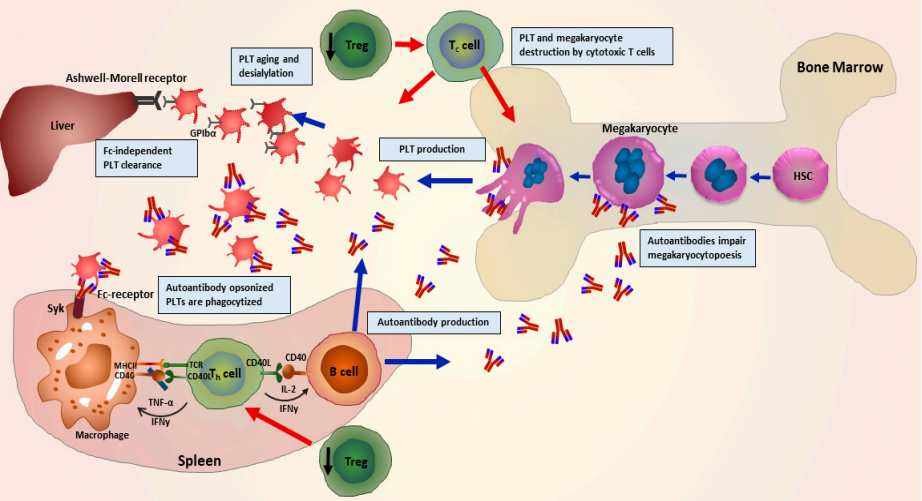 Treg
T_c cell
PLT and megakaryocyte
destruction by cytotoxic T cells
PLT aging and
desialylation
Bone Marrow
Ashwell-Morell receptor
Liver
GPIbα
Megakaryocyte
PLT production
HSC
Fc-independent
PLT clearance
Autoantibodies impair
megakaryocytopoesis
Autoantibody opsonized
PLTs are phagocytized
Fc-receptor
Syk
Autoantibody production
MHCII
TCR
CD40L
CD40
CD40
CD40L
T_h cell
B cell
TNF-α
IFNγ
IL-2
IFNγ
Macrophage
Spleen
Treg